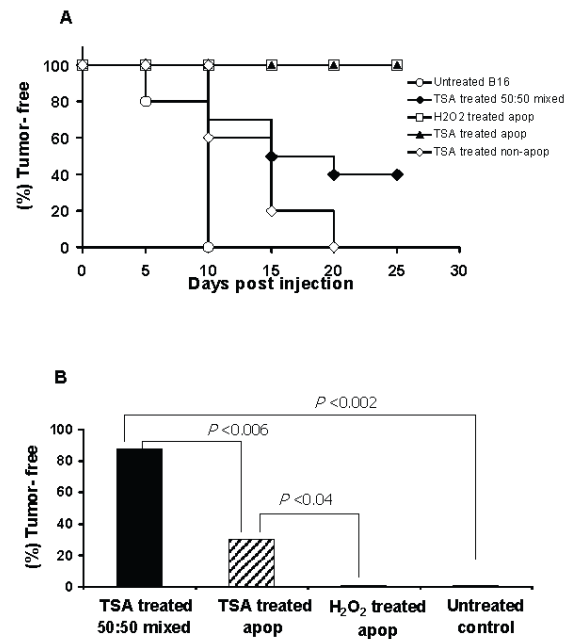 A
(%) Tumor- free
100
80
60
40
20
0
0 5 10 15 20 25 30
Days post injection
Untreated B16
TSA treated 50:50 mixed
H2O2 treated apop
TSA treated apop
TSA treated non-apop
B
(%) Tumor- free
100
80
60
40
20
0
P <0.002
P <0.006
P <0.04
TSA treated
50:50 mixed
TSA treated
apop
H₂O₂ treated
apop
Untreated
control